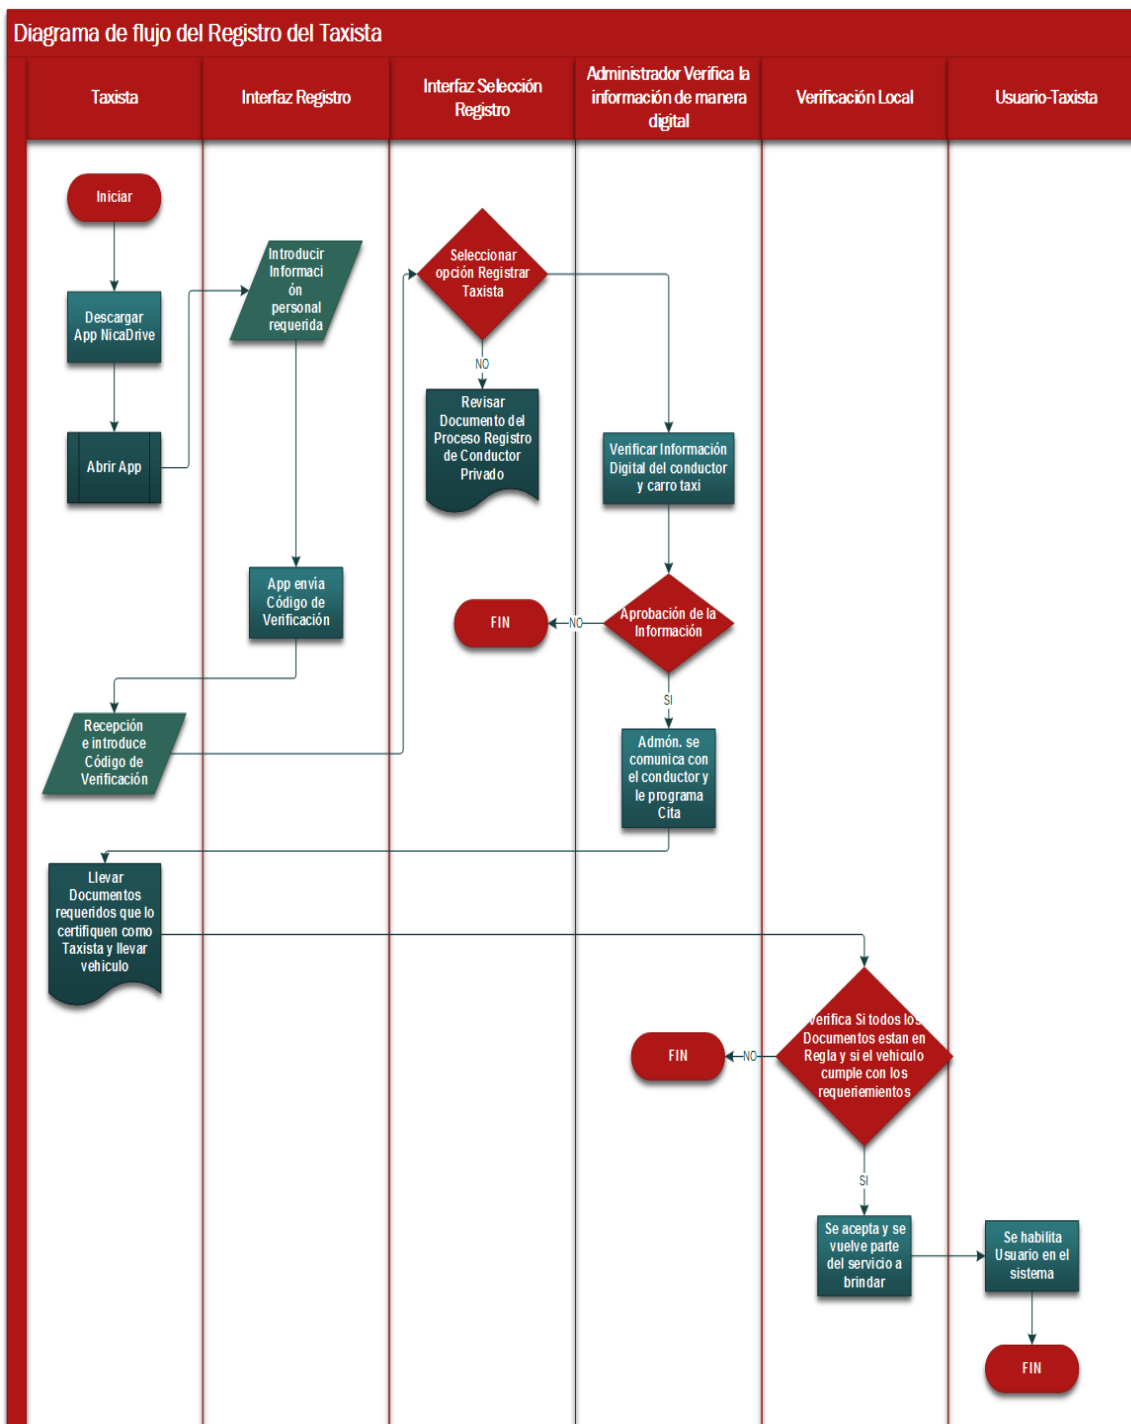 Diagrama de flujo del Registro del Taxista
Taxista
Interfaz Registro
Interfaz Selección
Registro
Administrador Verifica la
información de manera
digital
Verificación Local
Usuario-Taxista
Iniciar
Descargar
App NicaDrive
Abrir App
Introducir
Informaci
ón
personal
requerida
App envía
Código de
Verificación
Recepción
e introduce
Código de
Verificación
Seleccionar
opción Registrar
Taxista
NO
Revisar
Documento del
Proceso Registro
de Conductor
Privado
Verificar Información
Digital del conductor
y carro taxi
Aprobación de la
Información
NO
FIN
SI
Admón. se
comunica con
el conductor y
le programa
Cita
Llevar
Documentos
requeridos que lo
certifiquen como
Taxista y llevar
vehiculo
Verifica Si todos los
Documentos estan en
Regla y si el vehiculo
cumple con los
requeriemientos
NO
FIN
SI
Se acepta y se
vuelve parte
del servicio a
brindar
Se habilita
Usuario en el
sistema
FIN